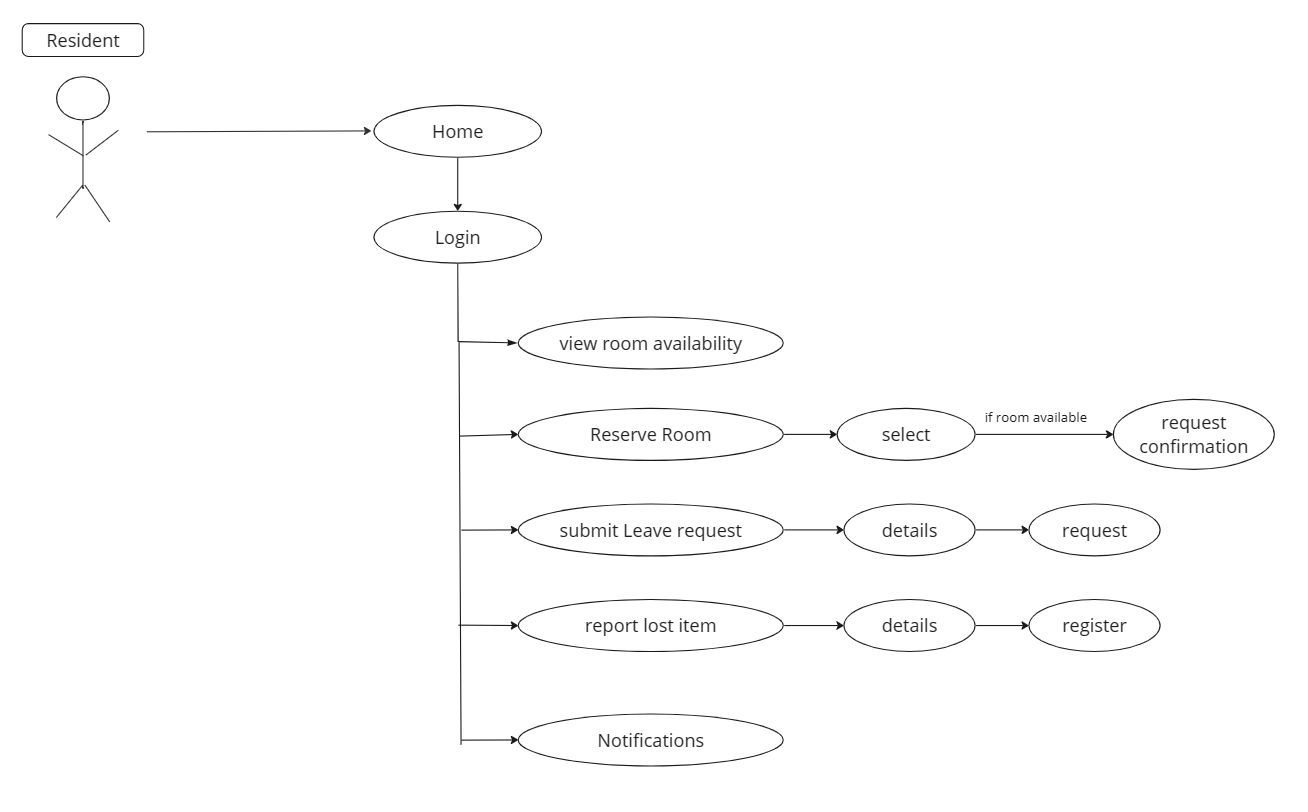 Resident
Home
Login
view room availability
Reserve Room
select
if room available
request
confirmation
submit Leave request
details
request
report lost item
details
register
Notifications